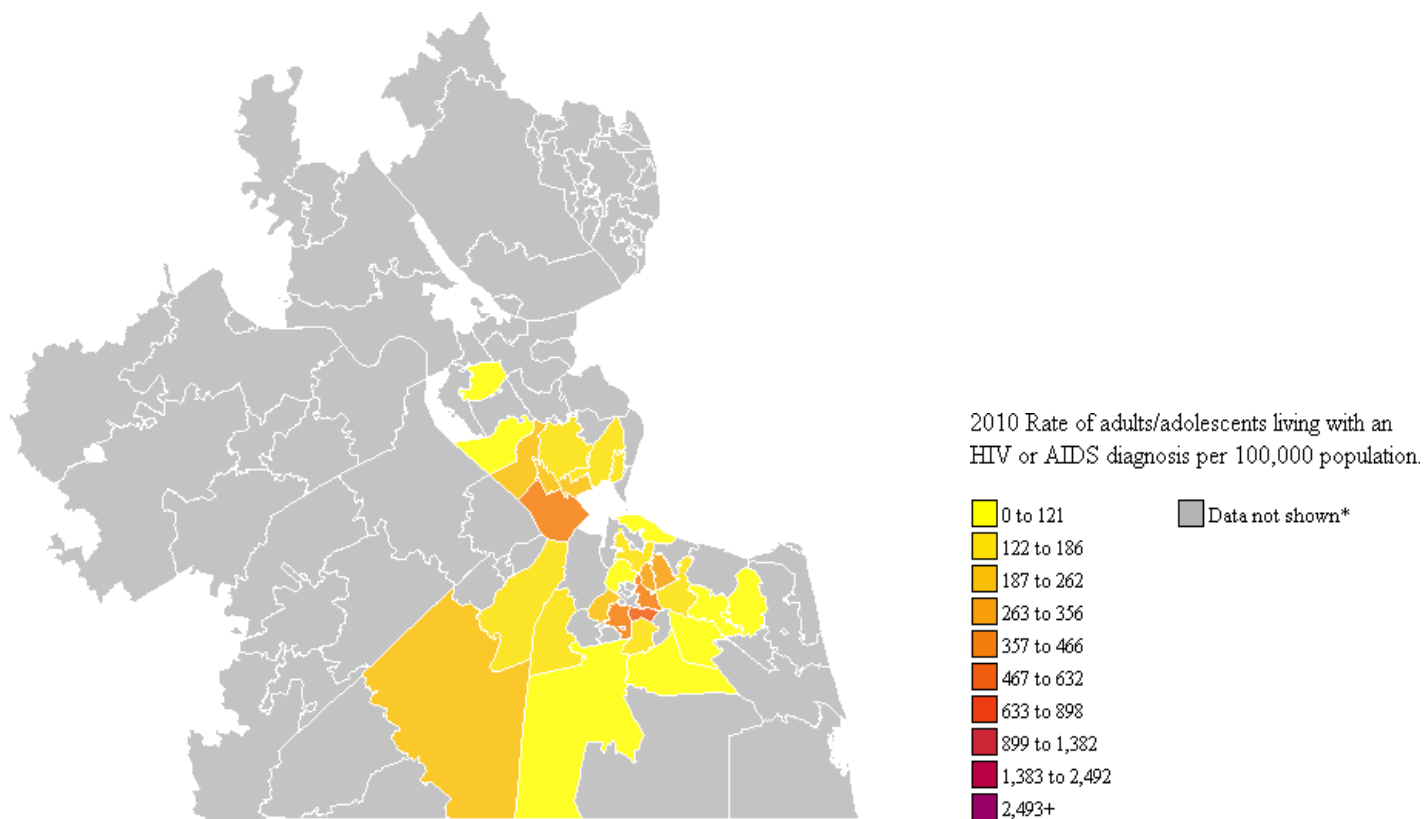 2010 Rate of adults/adolescents living with an
HIV or AIDS diagnosis per 100,000 population.
0 to 121
Data not shown*
122 to 186
187 to 262
263 to 356
357 to 466
467 to 632
633 to 898
899 to 1,382
1,383 to 2,492
2,493+